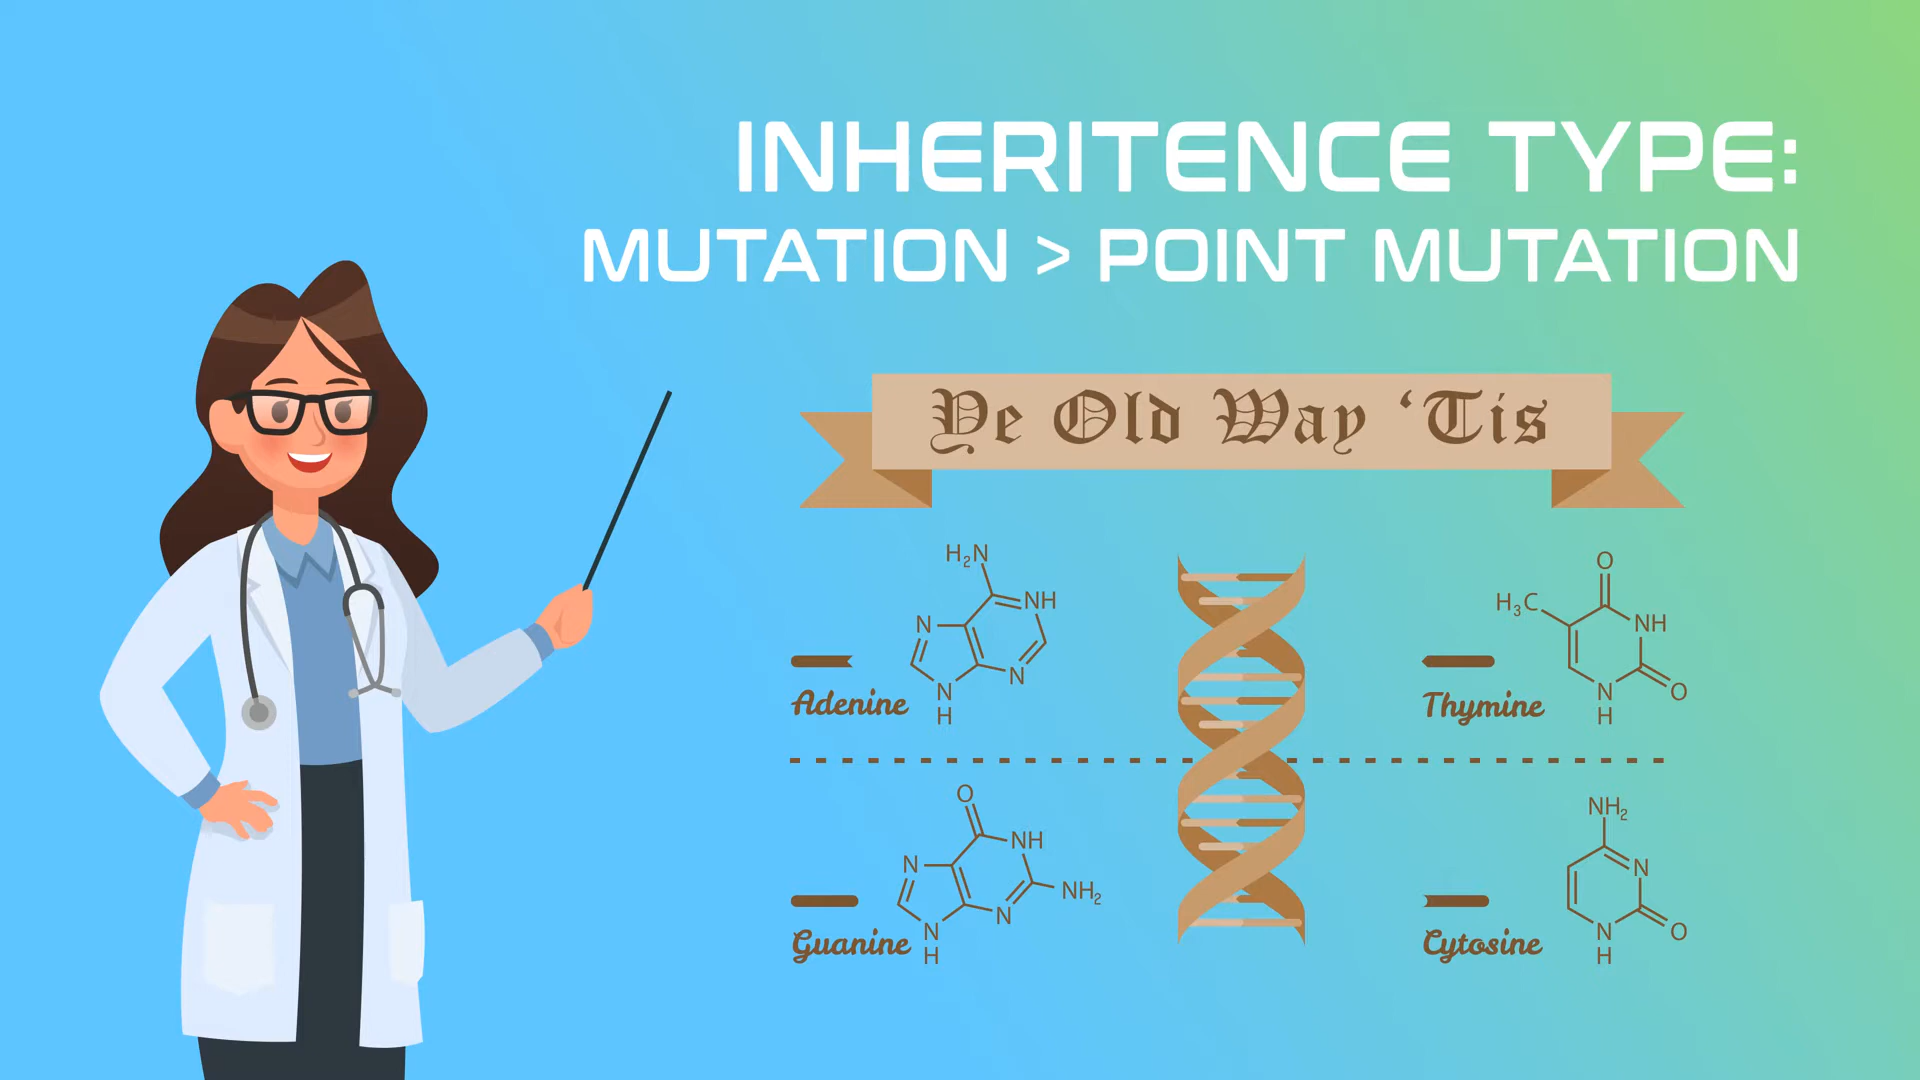 INHERITENCE TYPE:
MUTATION > POINT MUTATION
Ye Old Way ‘Tis
H₂N
NH
N
N
N
H
Adenine
O
H₃C
NH
N
H
O
Thymine
O
NH
N
NH₂
N
N
H
Guanine
NH₂
N
N
H
O
Cytosine